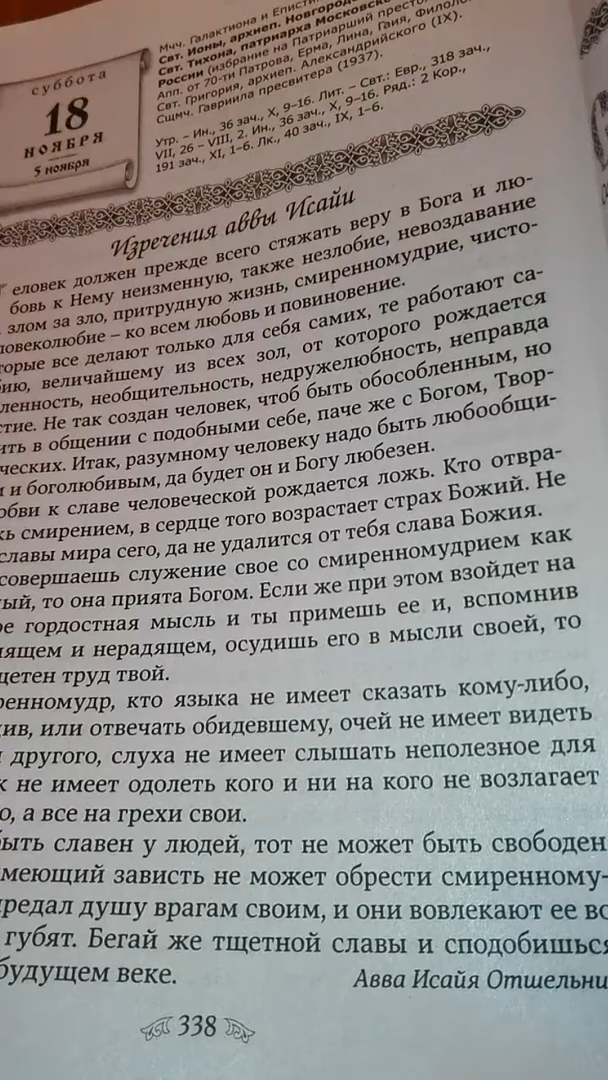 суббота
18
НОЯБРЯ
5 ноября
Мчч. Галактиона и
Свт. Ионы, архиеп.
Свт. Тихона, патриарха
России (избрание на Патриарший
Апп. от 70-ти Патрова, Ерма, Лина, Гаия,
Свт. Григория, архиеп. Александрийского (IX).
Сщмч. Гавриила пресвитера (1937).
Утр. – Ин., 36 зач., X, 9–16. Лит. – Свт.: Евр., 318 зач.,
VII, 26 – VIII, 2. Ин., 36 зач., X, 9–16. Ряд.: 2 Кор.,
191 зач., XI, 1–6. Лк., 40 зач., IX, 1–6.
Изречения аввы Исайи
еловек должен прежде всего стяжать веру в Бога и лю-
бовь к Нему неизменную, также незлобие, невоздаяние
злом за зло, притрудную жизнь, смиренномудрие, чисто-
ловеколюбие – ко всем любовь и повиновение.
торые все делают только для себя самих, те работают са-
бию, величайшему из всех зол, от которого рождается
ленность, необщительность, недружелюбность, неправда
стие. Не так создан человек, чтоб быть обособленным, но
ить в общении с подобными себе, паче же с Богом, Твор-
ческих. Итак, разумному человеку надо быть любообщи-
и боголюбивым, да будет он и Богу любезен.
юбви к славе человеческой рождается ложь. Кто отвра-
жь смирением, в сердце того возрастает страх Божий. Не
славы мира сего, да не удалится от тебя слава Божия.
совершаешь служение свое со смиренномудрием как
ый, то она прията Богом. Если же при этом взойдет на
ое гордостная мысль и ты примешь ее и, вспомнив
пящем и нерадящем, осудишь его в мысли своей, то
щетен труд твой.
ренномудр, кто языка не имеет сказать кому-либо,
ив, или отвечать обидевшему, очей не имеет видеть
и другого, слуха не имеет слышать неполезное для
к не имеет одолеть кого и ни на кого не возлагает
о, а все на грехи свои.
быть славен у людей, тот не может быть свободен
имеющий зависть не может обрести смиренному-
предал душу врагам своим, и они вовлекают ее во
губят. Бегай же тщетной славы и сподобишься
будущем веке.
Авва Исайя Отшельни
338